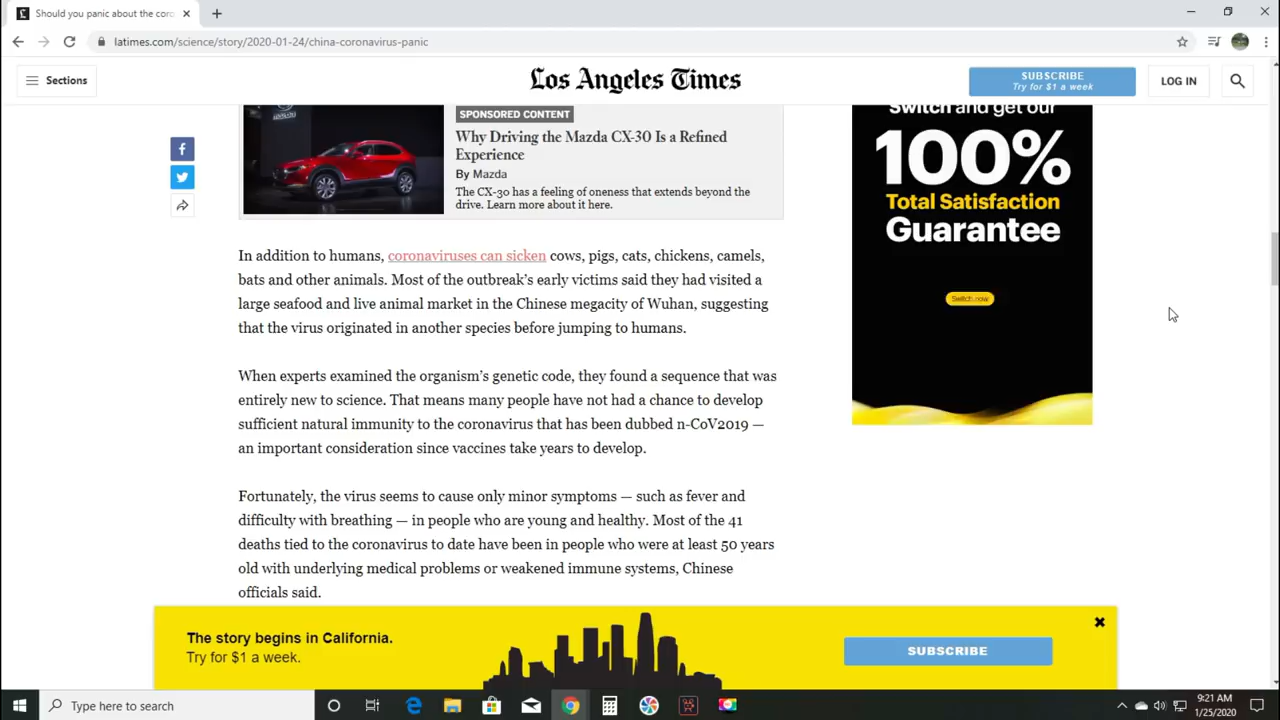 Should you panic about the coro
latimes.com/science/story/2020-01-24/china-coronavirus-panic
Sections
Los Angeles Times
SUBSCRIBE
Try for $1 a week
LOG IN
SPONSORED CONTENT
Why Driving the Mazda CX-30 Is a Refined
Experience
By Mazda
The CX-30 has a feeling of oneness that extends beyond the
drive. Learn more about it here.
Switch and get our
100%
Total Satisfaction
Guarantee
Switch now
In addition to humans, coronaviruses can sicken cows, pigs, cats, chickens, camels,
bats and other animals. Most of the outbreak's early victims said they had visited a
large seafood and live animal market in the Chinese megacity of Wuhan, suggesting
that the virus originated in another species before jumping to humans.
When experts examined the organism's genetic code, they found a sequence that was
entirely new to science. That means many people have not had a chance to develop
sufficient natural immunity to the coronavirus that has been dubbed n-CoV2019 —
an important consideration since vaccines take years to develop.
Fortunately, the virus seems to cause only minor symptoms — such as fever and
difficulty with breathing — in people who are young and healthy. Most of the 41
deaths tied to the coronavirus to date have been in people who were at least 50 years
old with underlying medical problems or weakened immune systems, Chinese
officials said.
The story begins in California.
Try for $1 a week.
SUBSCRIBE
Type here to search
9:21 AM
1/25/2020